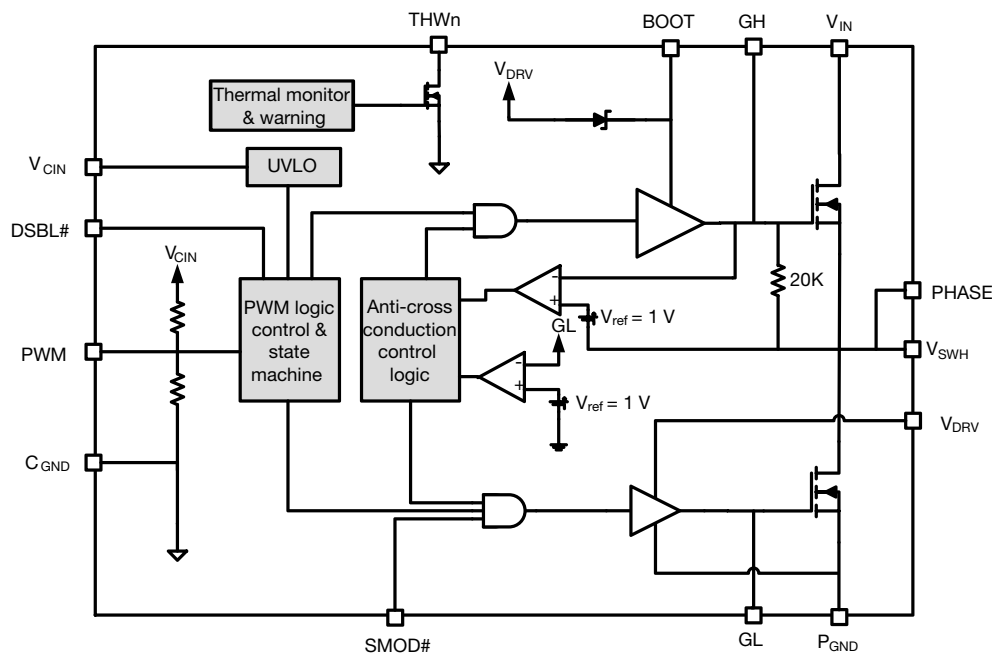 THWn
BOOT
GH
VIN
VDRV
Thermal monitor
& warning
VCIN
UVLO
DSBL#
VCIN
20K
PHASE
PWM logic
control &
state
machine
Anti-cross
conduction
control
logic
-
+
Vref = 1 V
GL
PWM
VSWH
-
+
Vref = 1 V
VDRV
CGND
SMOD#
GL
PGND